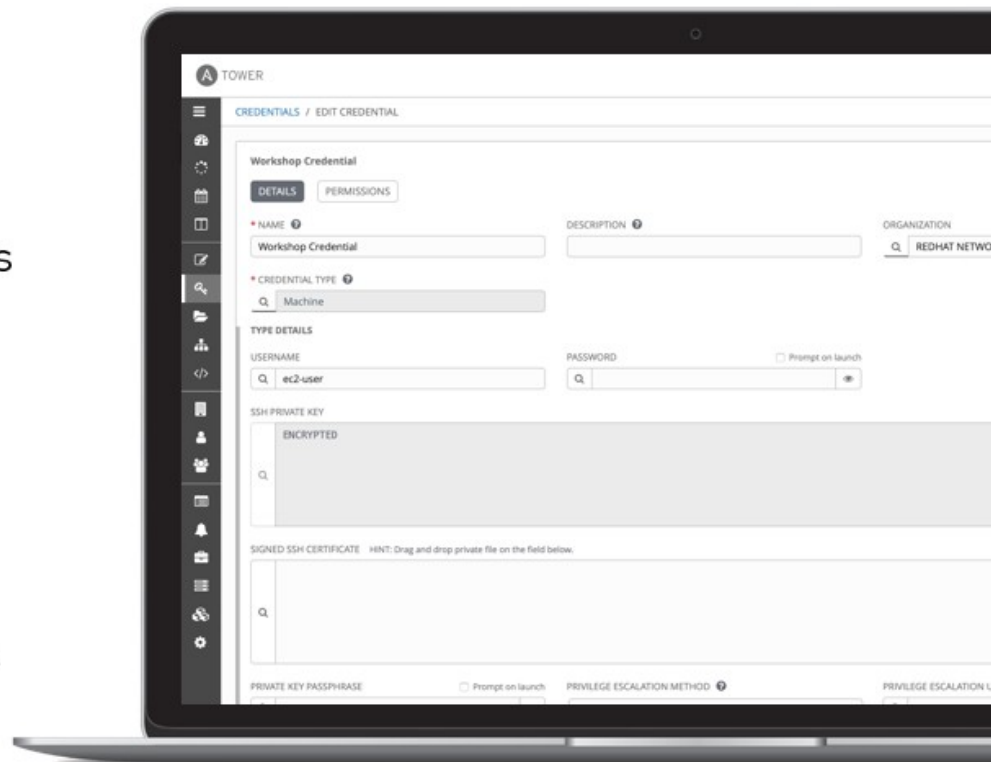 s
A TOWER
CREDENTIALS / EDIT CREDENTIAL
Workshop Credential
DETAILS PERMISSIONS
* NAME DESCRIPTION ORGANIZATION
Workshop Credential REDHAT NETWO
* CREDENTIAL TYPE
Machine
TYPE DETAILS
USERNAME PASSWORD Prompt on launch
ec2-user
SSH PRIVATE KEY
ENCRYPTED
SIGNED SSH CERTIFICATE HINT: Drag and drop private file on the field below.
PRIVATE KEY PASSPHRASE Prompt on launch PRIVILEGE ESCALATION METHOD PRIVILEGE ESCALATION U